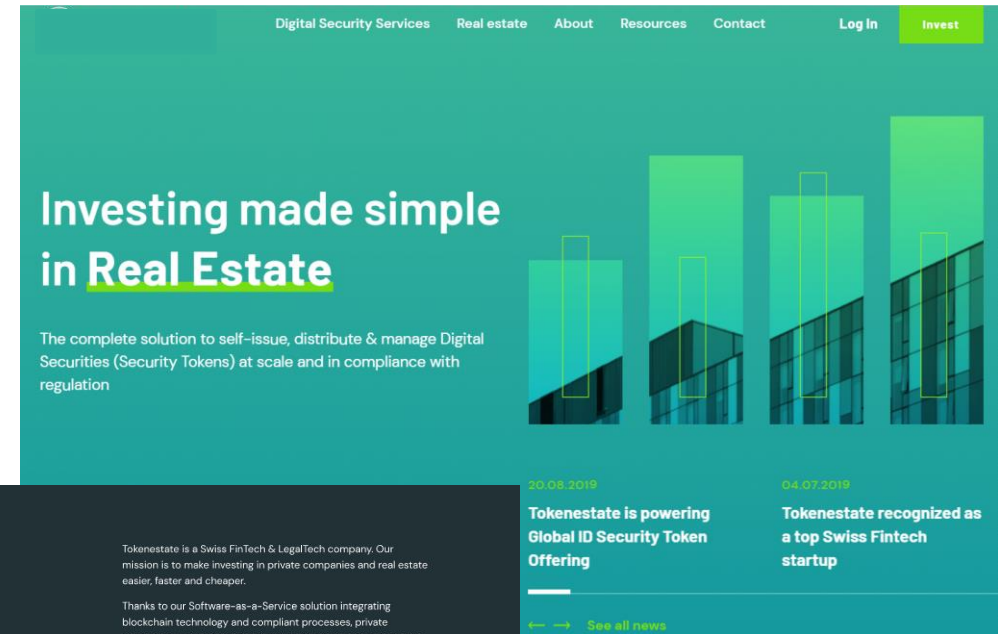 Digital Security Services Real estate About Resources Contact Log In Invest
Investing made simple
in Real Estate
The complete solution to self-issue, distribute & manage Digital
Securities (Security Tokens) at scale and in compliance with
regulation
20.08.2019
Tokenestate is powering
Global ID Security Token
Offering
04.07.2019
Tokenestate recognized as
a top Swiss Fintech
startup
← → See all news
Tokenestate is a Swiss FinTech & LegalTech company. Our
mission is to make investing in private companies and real estate
easier, faster and cheaper.
Thanks to our Software-as-a-Service solution integrating
blockchain technology and compliant processes, private